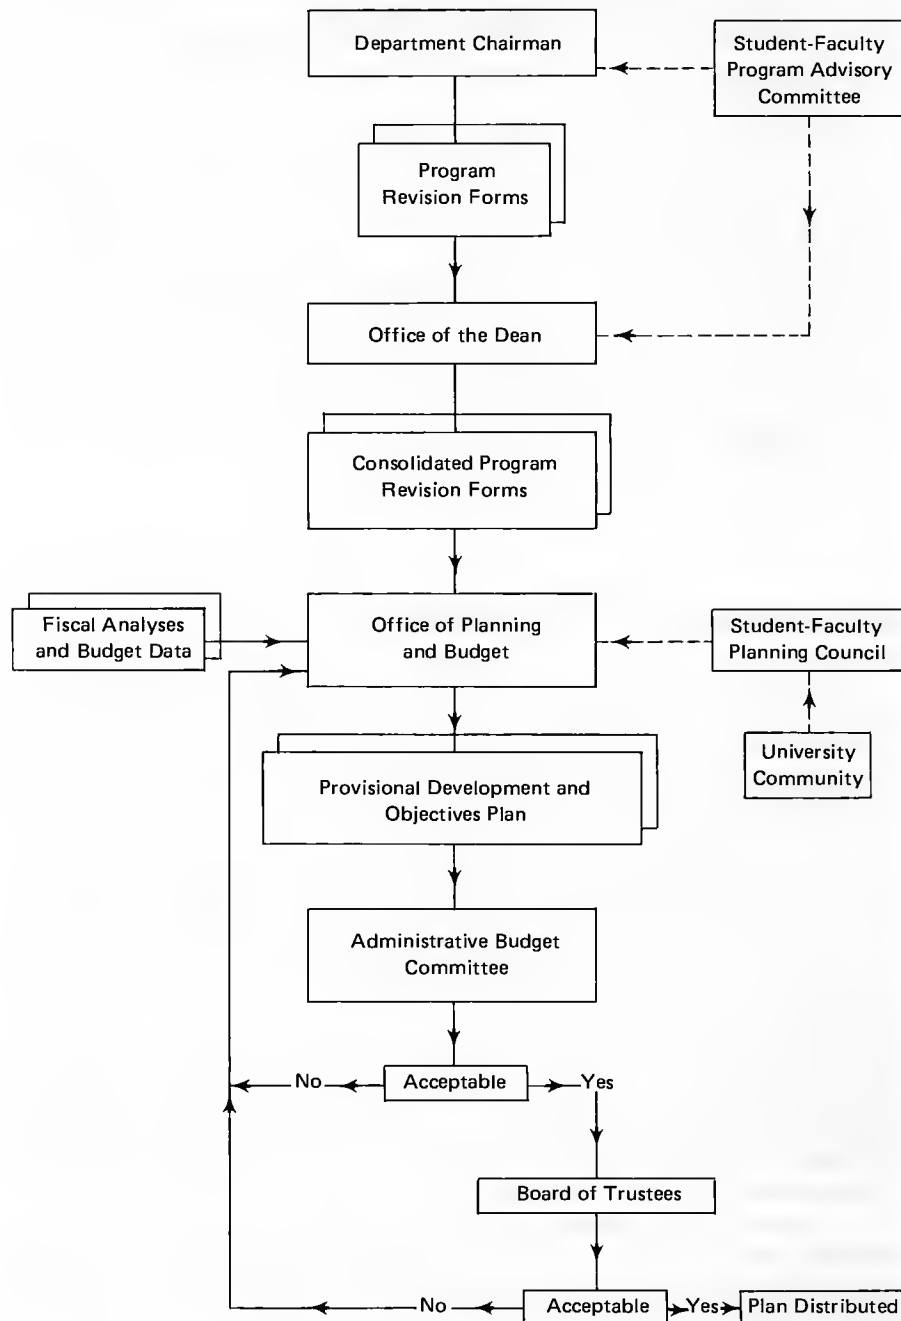 Department Chairman
Student-Faculty
Program Advisory
Committee
Program
Revision Forms
Office of the Dean
Consolidated Program
Revision Forms
Fiscal Analyses
and Budget Data
Office of Planning
and Budget
Student-Faculty
Planning Council
University
Community
Provisional Development and
Objectives Plan
Administrative Budget
Committee
No
Acceptable
Yes
Board of Trustees
No
Acceptable
Yes
Plan Distributed